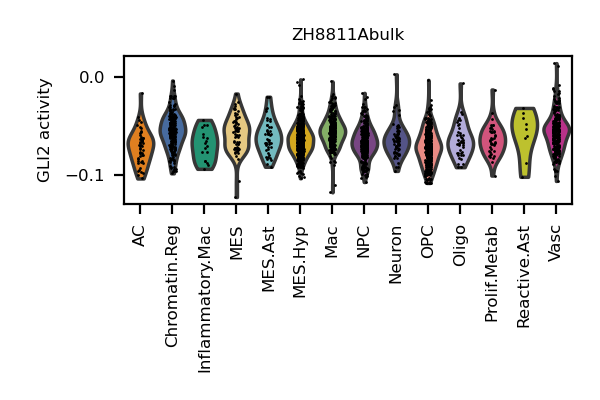 ZH8811Abulk
GLI2 activity
0.0
−0.1
AC
Chromatin.Reg
Inflammatory.Mac
MES
MES.Ast
MES.Hyp
Mac
NPC
Neuron
OPC
Oligo
Prolif.Metab
Reactive.Ast
Vasc